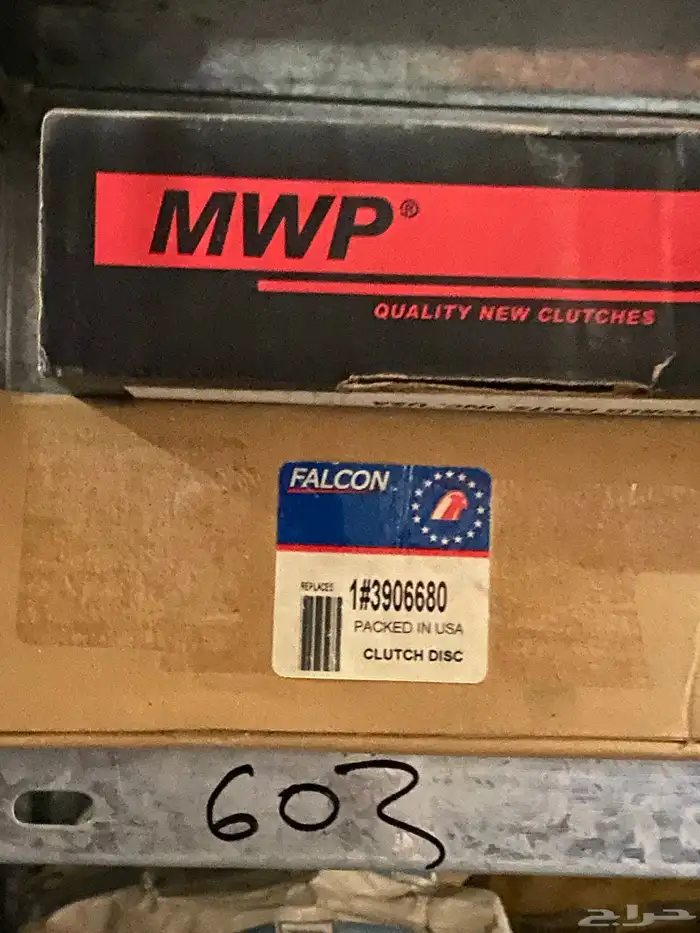 MWP®
QUALITY NEW CLUTCHES
FALCON
REPLACES
1#3906680
PACKED IN USA
CLUTCH DISC
603
حراج